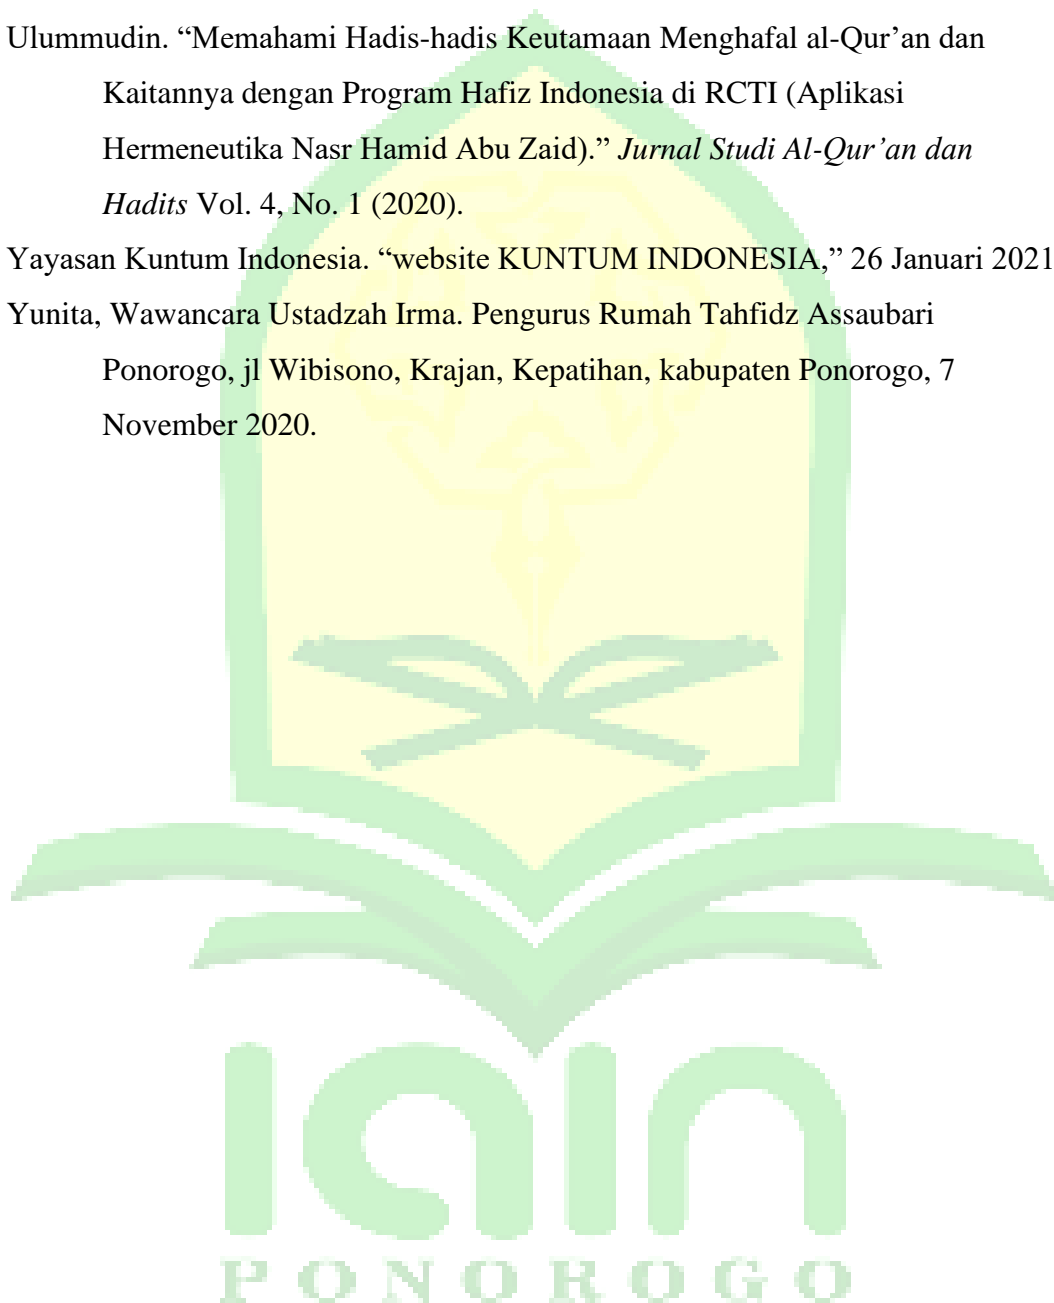 Ulummudin. “Memahami Hadis-hadis Keutamaan Menghafal al-Qur’an dan
Kaitannya dengan Program Hafiz Indonesia di RCTI (Aplikasi
Hermeneutika Nasr Hamid Abu Zaid).” Jurnal Studi Al-Qur’an dan
Hadits Vol. 4, No. 1 (2020).
Yayasan Kuntum Indonesia. “website KUNTUM INDONESIA,” 26 Januari 2021
Yunita, Wawancara Ustadzah Irma. Pengurus Rumah Tahfidz Assaubari
Ponorogo, jl Wibisono, Krajan, Kepatihan, kabupaten Ponorogo, 7
November 2020.
iain
PONOROGO